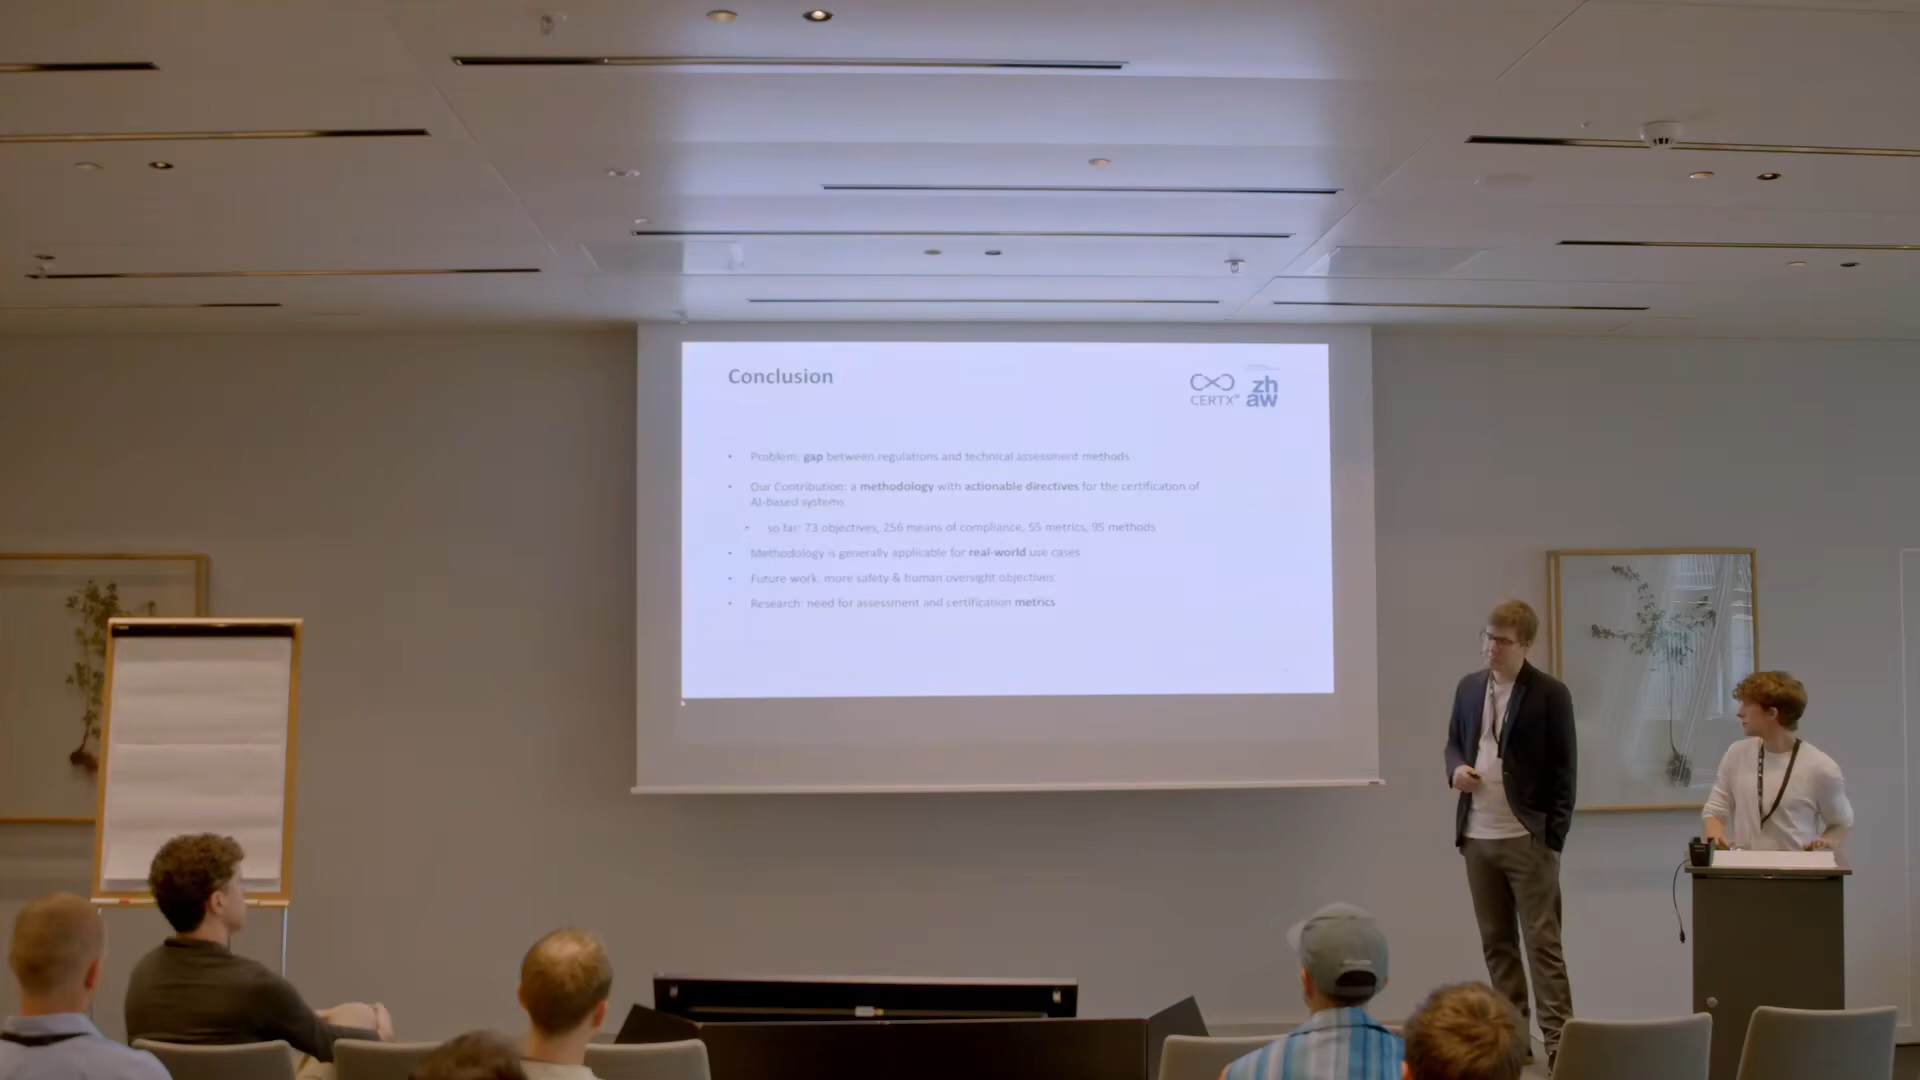 Conclusion
CERTX
zh
aw
• Problem: gap between regulations and technical assessment methods
• Our Contribution: a methodology with actionable directives for the certification of
AI-based systems
• so far: 73 objectives, 256 means of compliance, 55 metrics, 95 methods
• Methodology is generally applicable for real-world use cases
• Future work: more safety & human oversight objectives
• Research: need for assessment and certification metrics